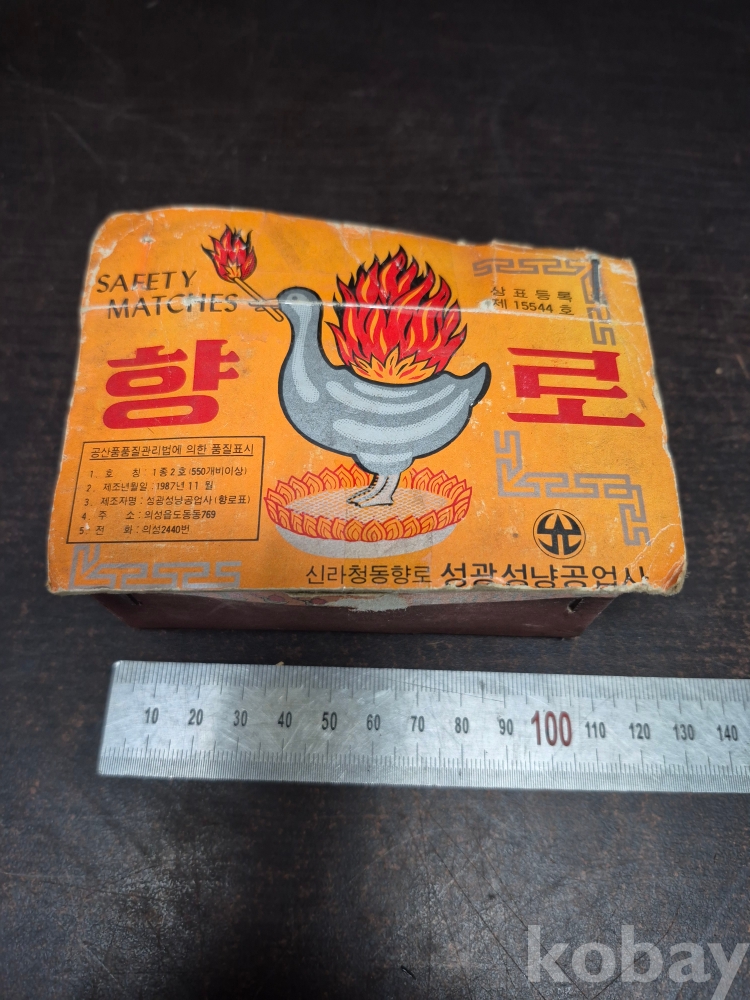 SAFETY
MATCHES
상표등록
제 15544 호
향 로
공산품품질관리법에 의한 품질표시
1. 호 칭 : 1종2호 (550개비이상)
2. 제조년월일 : 1987년 11월
3. 제조자명 : 성광성냥공업사 (향로표)
4. 주 소 : 의성읍도동동769
5. 전 화 : 의성2440번
신라청동향로 성광성냥공업사
10 20 30 40 50 60 70 80 90 100 110 120 130 140
kobay